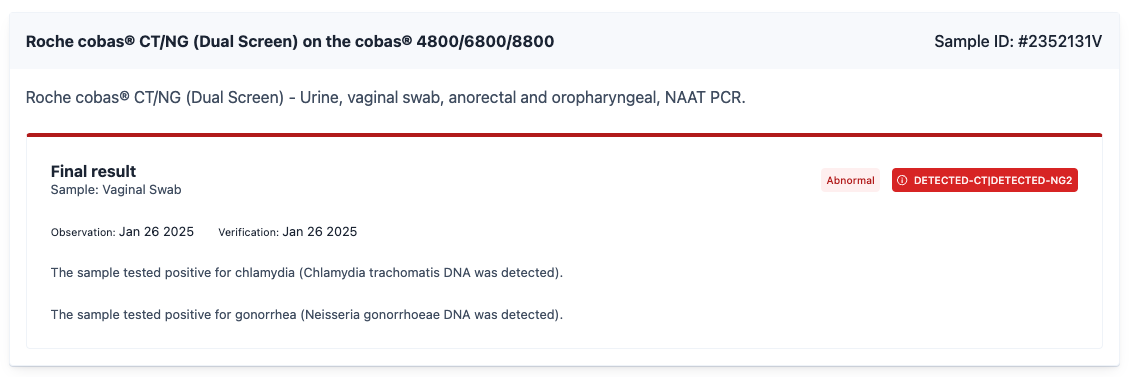 Roche cobas® CT/NG (Dual Screen) on the cobas® 4800/6800/8800
Sample ID: #2352131V
Roche cobas® CT/NG (Dual Screen) - Urine, vaginal swab, anorectal and oropharyngeal, NAAT PCR.
Final result
Sample: Vaginal Swab
Abnormal
DETECTED-CT|DETECTED-NG2
Observation: Jan 26 2025 Verification: Jan 26 2025
The sample tested positive for chlamydia (Chlamydia trachomatis DNA was detected).
The sample tested positive for gonorrhea (Neisseria gonorrhoeae DNA was detected).